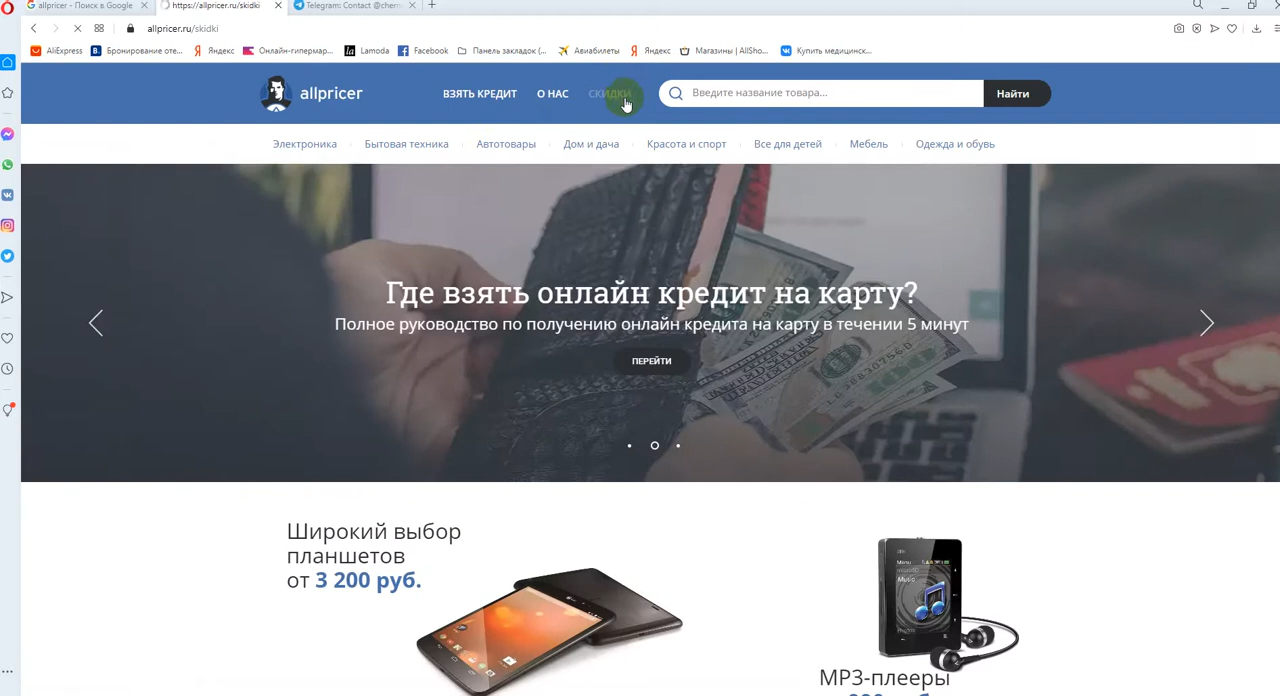 allpricer - Поиск в Google
https://allpricer.ru/skidki
Telegram: Contact @chern
allpricer.ru/skidki
AliExpress
Бронирование оте...
Яндекс
Онлайн-гипермар...
Lamoda
Facebook
Панель закладок (...
Авиабилеты
Яндекс
Магазины | AllSho...
Купить медицинск...
allpricer
ВЗЯТЬ КРЕДИТ
О НАС
СКИДКИ
Введите название товара...
Найти
Электроника
Бытовая техника
Автотовары
Дом и дача
Красота и спорт
Все для детей
Мебель
Одежда и обувь
Где взять онлайн кредит на карту?
Полное руководство по получению онлайн кредита на карту в течении 5 минут
ПЕРЕЙТИ
Широкий выбор
планшетов
от 3 200 руб.
Menu
Music
MP3-плееры